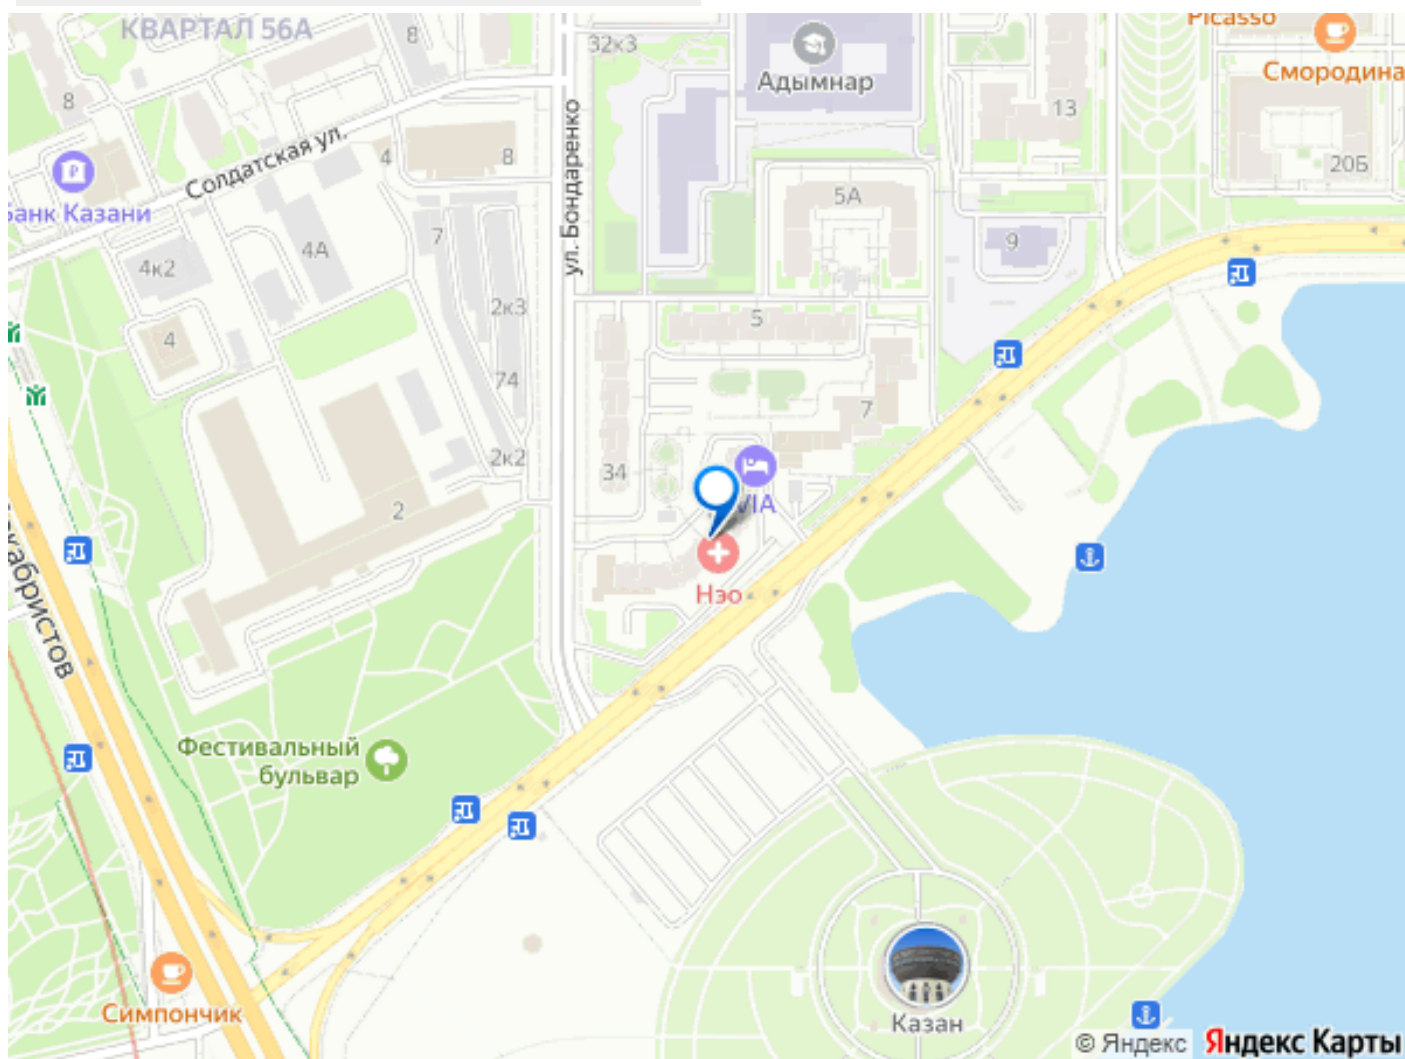 КВАРТАЛ 56А
8
32к3
Адымнар
Picasso
Смородина
8
13
Солдатская ул.
4
8
ул. Бондаренко
20Б
5А
Банк Казани
4А
7
9
4к2
2к3
5
4
74
7
2к2
34
VIA
2
Нэо
Фестивальный
бульвар
Симпончик
Казан
© Яндекс
Яндекс Карты